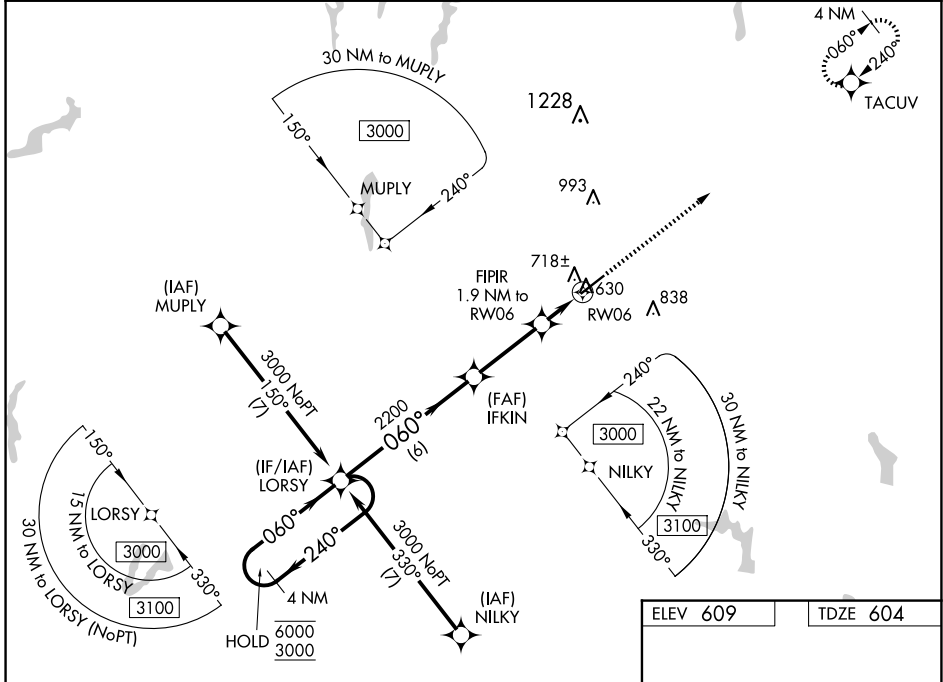 4 NM
060°
240°
TACUV
30 NM to MUPLY
150°
3000
MUPLY
240°
1228
993
718±
630
838
FIPIR
1.9 NM to
RW06
RW06
(IAF)
MUPLY
3000 NoPT
150°
(7)
(FAF)
IFKIN
2200
060°
(6)
(IF/IAF)
LORSY
060°
240°
4 NM
HOLD
6000
3000
3000 NoPT
330°
(7)
(IAF)
NILKY
150°
LORSY
3000
330°
3100
15 NM to LORSY
30 NM to LORSY (NoPT)
240°
3000
NILKY
22 NM to NILKY
30 NM to NILKY
3100
330°
ELEV 609
TDZE 604